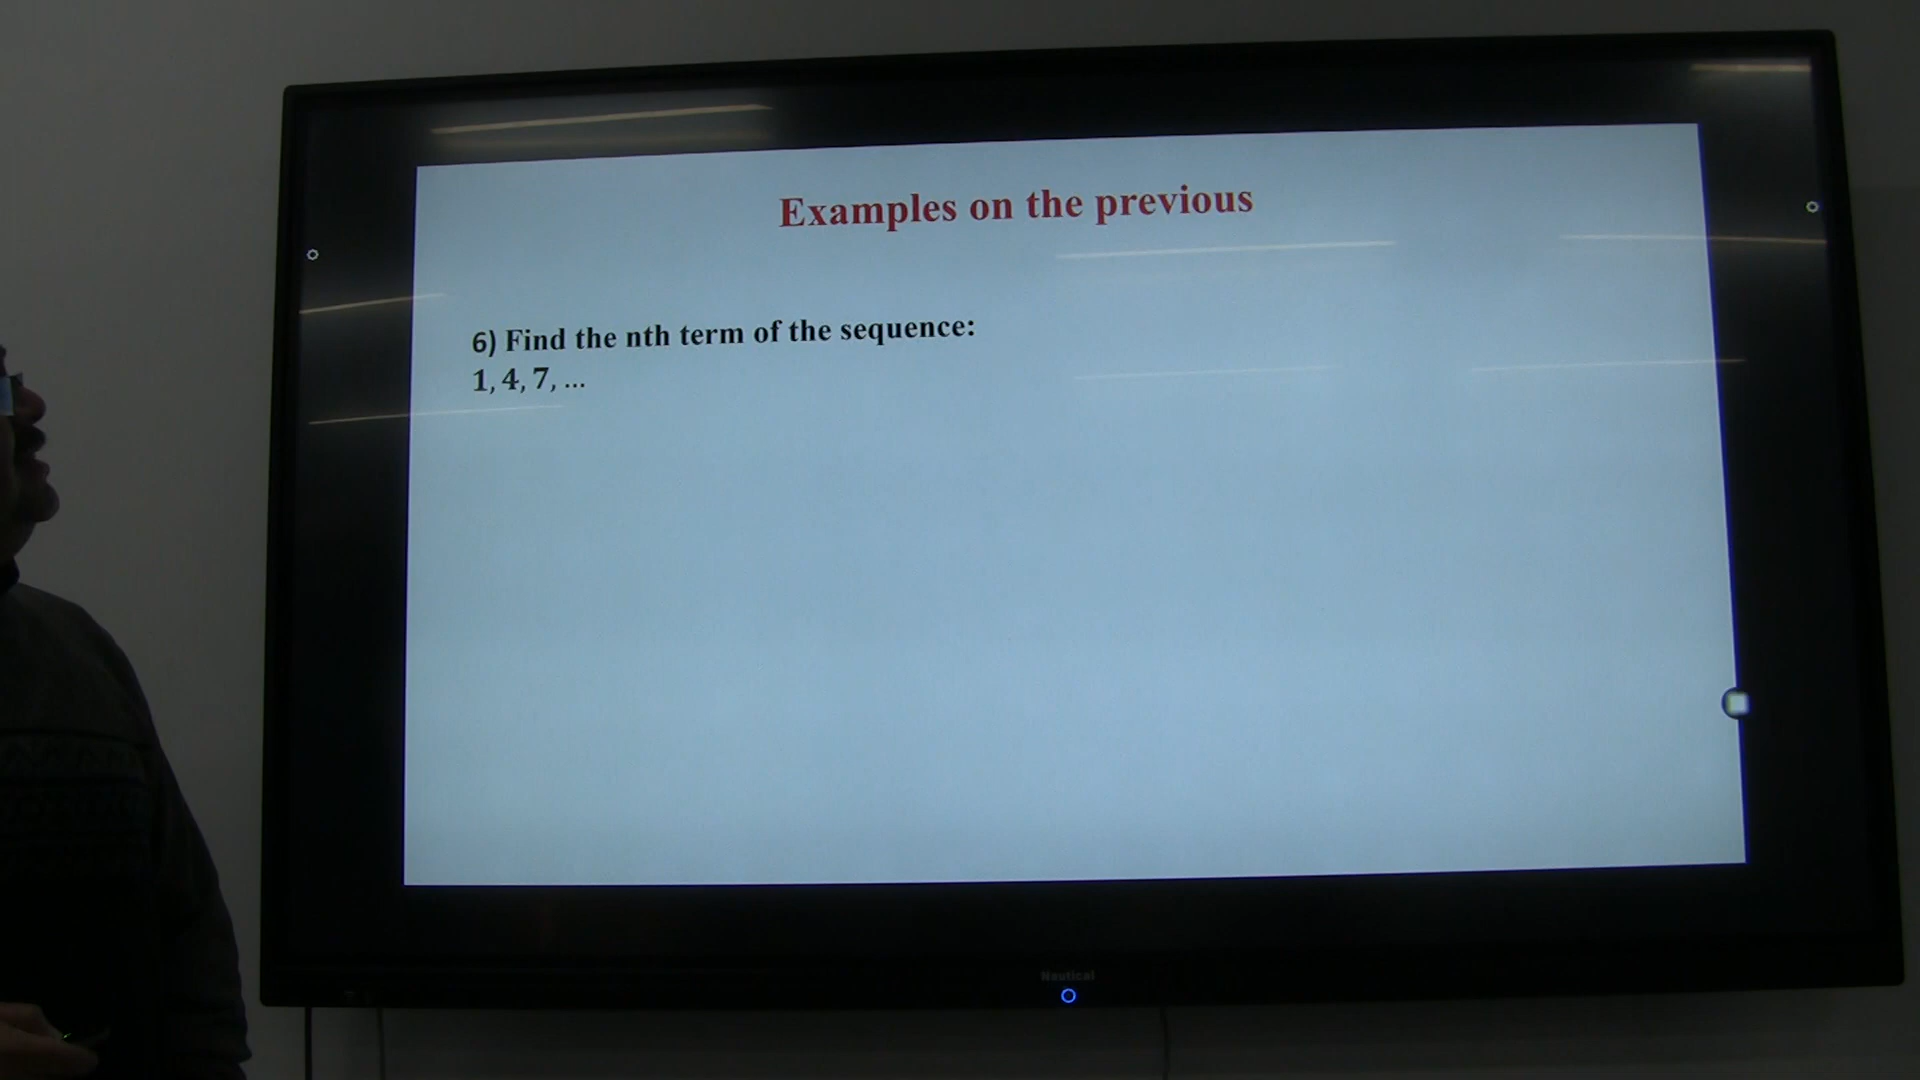 Examples on the previous
6) Find the nth term of the sequence:
1, 4, 7, ...
Nautical